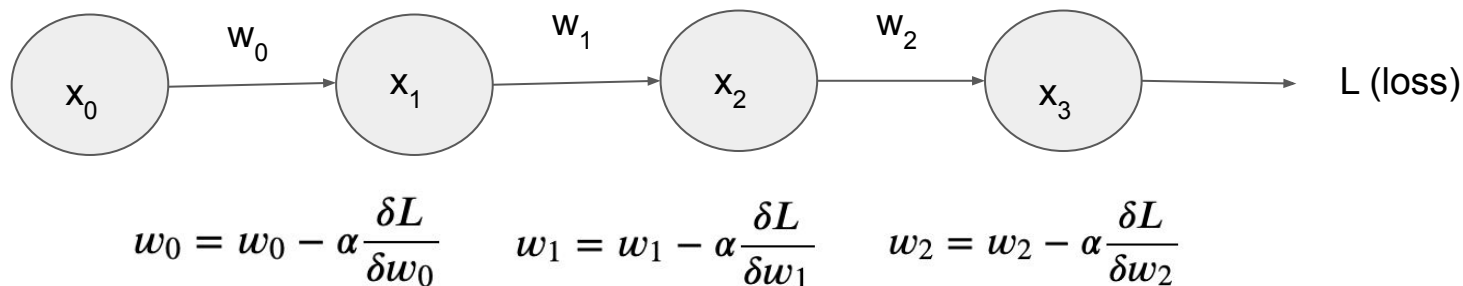 w₀ w₁ w₂
x₀ x₁ x₂ x₃ L (loss)
w₀ = w₀ − α δL/δw₀ w₁ = w₁ − α δL/δw₁ w₂ = w₂ − α δL/δw₂